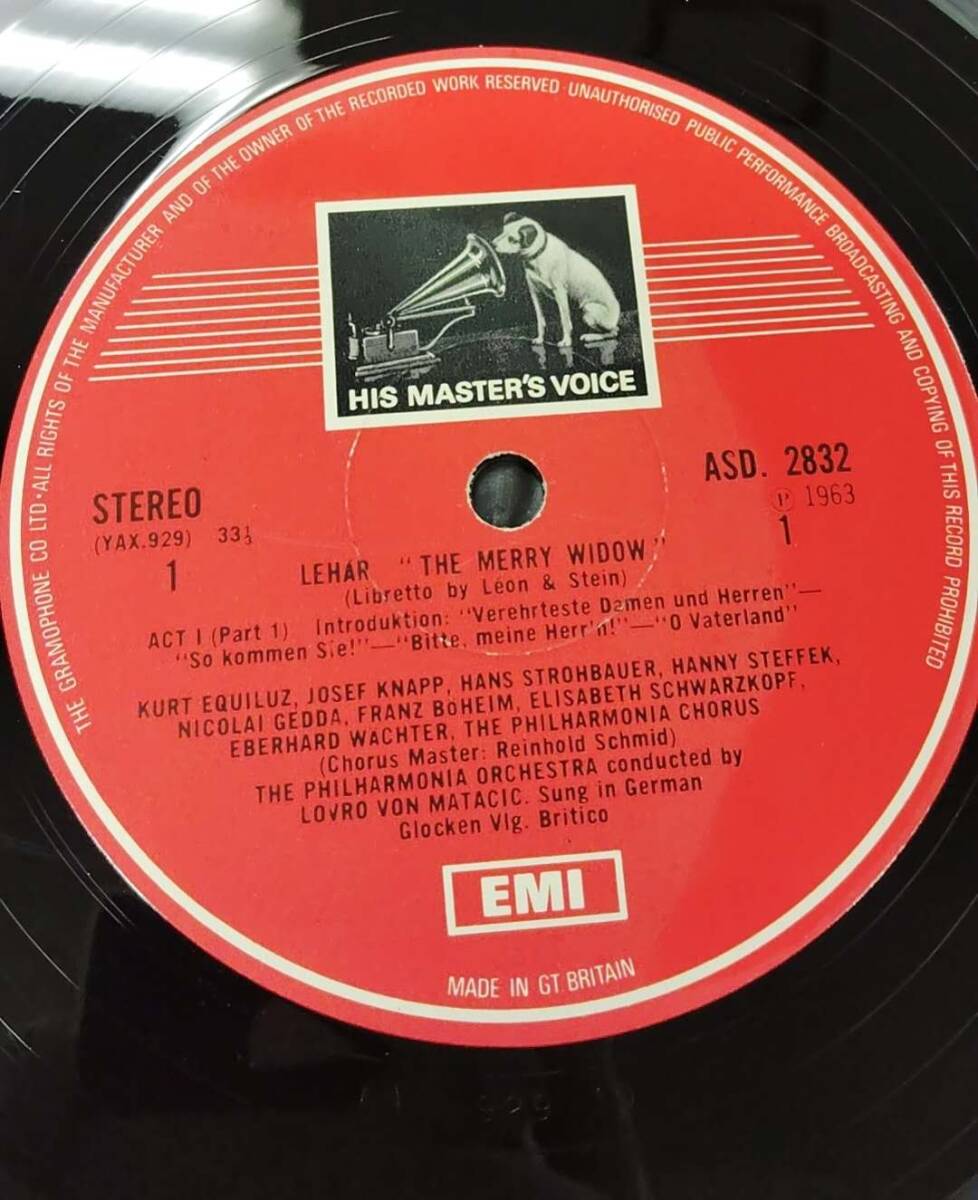 THE GRAMOPHONE CO LTD · ALL RIGHTS OF THE MANUFACTURER AND OF THE OWNER OF THE RECORDED WORK RESERVED · UNAUTHORISED PUBLIC PERFORMANCE BROADCASTING AND COPYING OF THIS RECORD PROHIBITED
HIS MASTER'S VOICE
STEREO
(YAX.929) 33⅓
1
ASD. 2832
Ⓟ 1963
1
LEHAR "THE MERRY WIDOW"
(Libretto by Léon & Stein)
ACT I (Part 1) Introduktion: "Verehrteste Damen und Herren"—
"So kommen Sie!"—"Bitte, meine Herr'n!"—"O Vaterland"
KURT EQUILUZ, JOSEF KNAPP, HANS STROHBAUER, HANNY STEFFEK,
NICOLAI GEDDA, FRANZ BöHEIM, ELISABETH SCHWARZKOPF,
EBERHARD WACHTER, THE PHILHARMONIA CHORUS
(Chorus Master: Reinhold Schmid)
THE PHILHARMONIA ORCHESTRA conducted by
LOVRO VON MATACIC. Sung in German
Glocken Vlg. Britico
EMI
MADE IN GT. BRITAIN